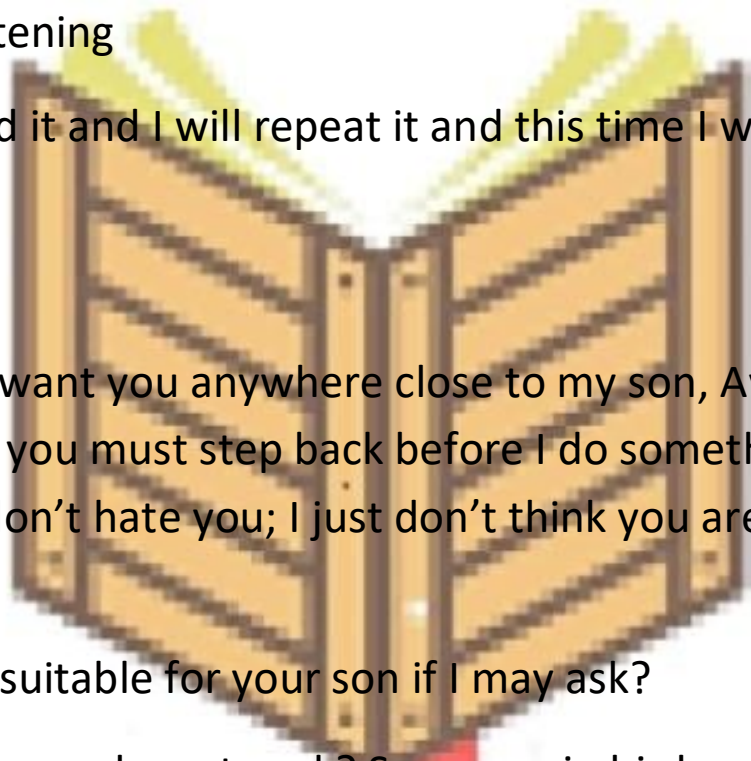 tening
d it and I will repeat it and this time I w
want you anywhere close to my son, A
you must step back before I do someth
on't hate you; I just don't think you are
suitable for your son if I may ask?